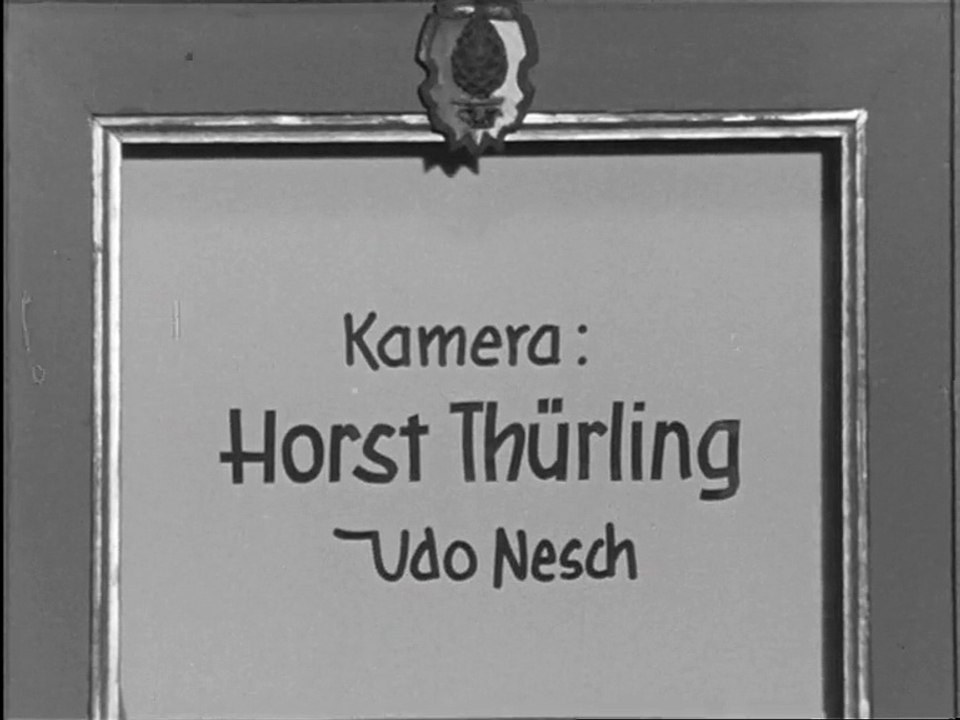 Kamera:
Horst Thürling
Udo Nesch